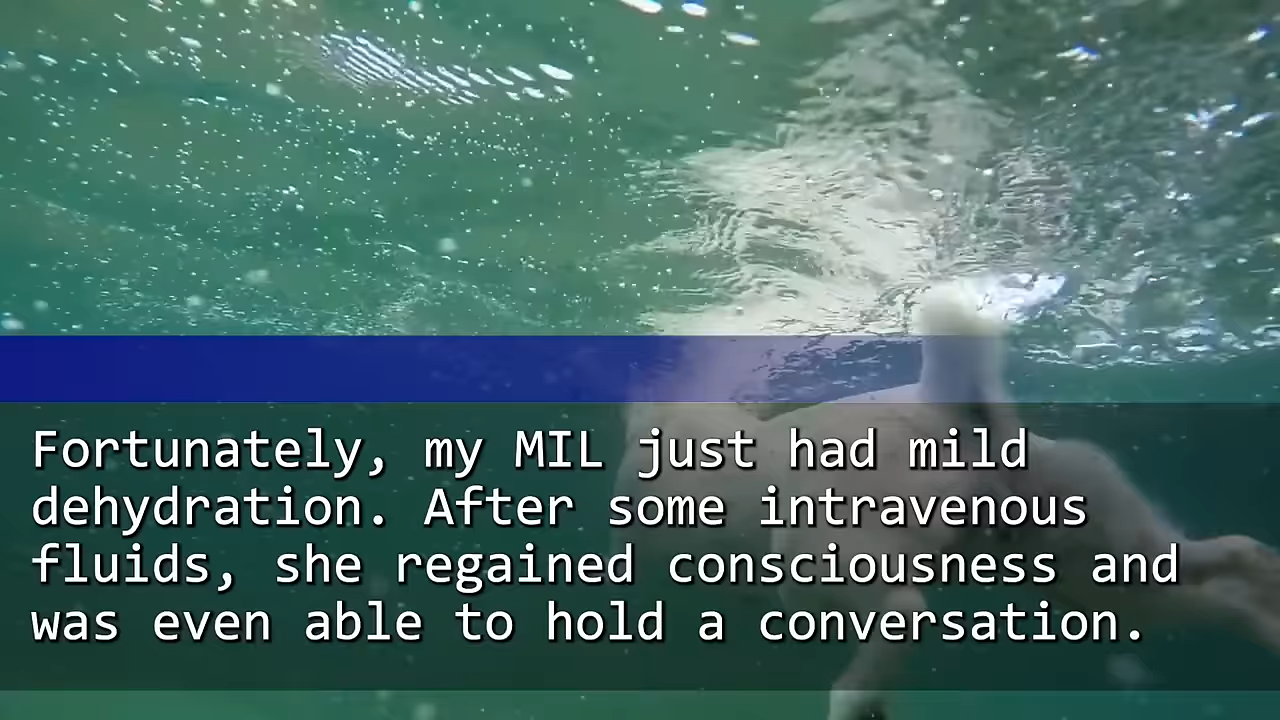 Fortunately, my MIL just had mild
dehydration. After some intravenous
fluids, she regained consciousness and
was even able to hold a conversation.